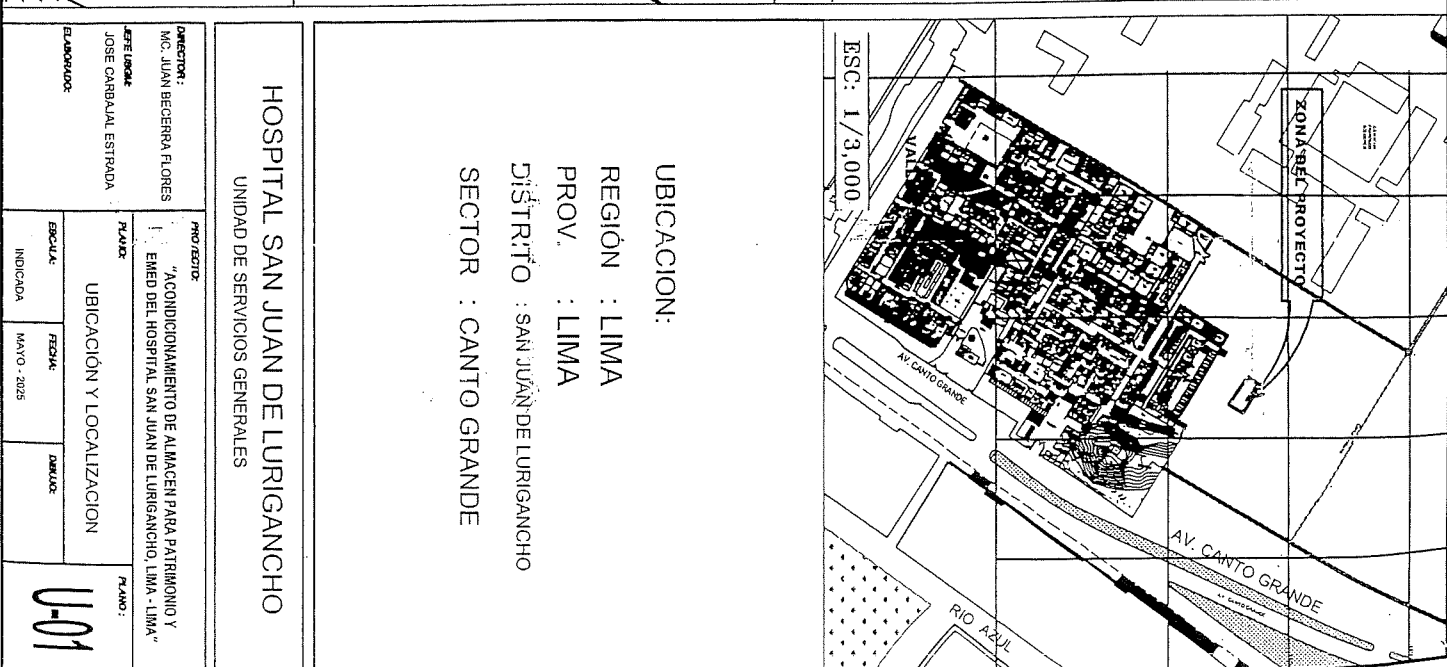 ESC: 1/3,000
ZONA DEL PROYECTO
AV. CANTO GRANDE
AV. CANTO GRANDE
RIO AZUL
UBICACION:
REGIÓN : LIMA
PROV. : LIMA
DISTRITO : SAN JUAN DE LURIGANCHO
SECTOR : CANTO GRANDE
HOSPITAL SAN JUAN DE LURIGANCHO
UNIDAD DE SERVICIOS GENERALES
DIRECTOR:
MC. JUAN BECERRA FLORES
JEFE USGM:
JOSE CARBAJAL ESTRADA
ELABORADO:
PROYECTO:
"ACONDICIONAMIENTO DE ALMACEN PARA PATRIMONIO Y
EMED DEL HOSPITAL SAN JUAN DE LURIGANCHO, LIMA - LIMA"
PLANO:
UBICACIÓN Y LOCALIZACION
ESCALA:
INDICADA
FECHA:
MAYO - 2025
DIBUJO:
PLANO:
U-01